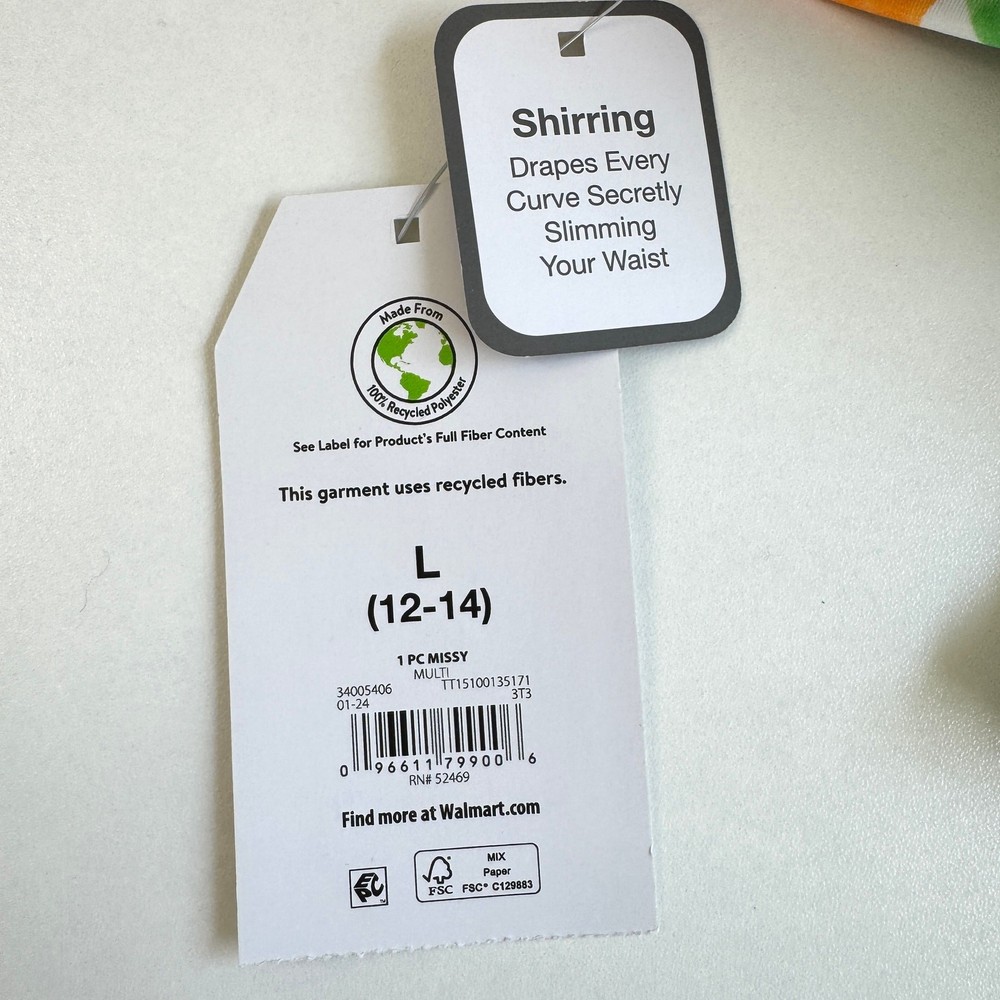 Shirring
Drapes Every
Curve Secretly
Slimming
Your Waist
Made From
100% Recycled Polyester
See Label for Product's Full Fiber Content
This garment uses recycled fibers.
L
(12-14)
1 PC MISSY
MULTI
34005406 TT15100135171
01-24 3T3
0 96611 79900 6
RN# 52469
Find more at Walmart.com
EPC™
FSC
MIX
Paper
FSC® C129883